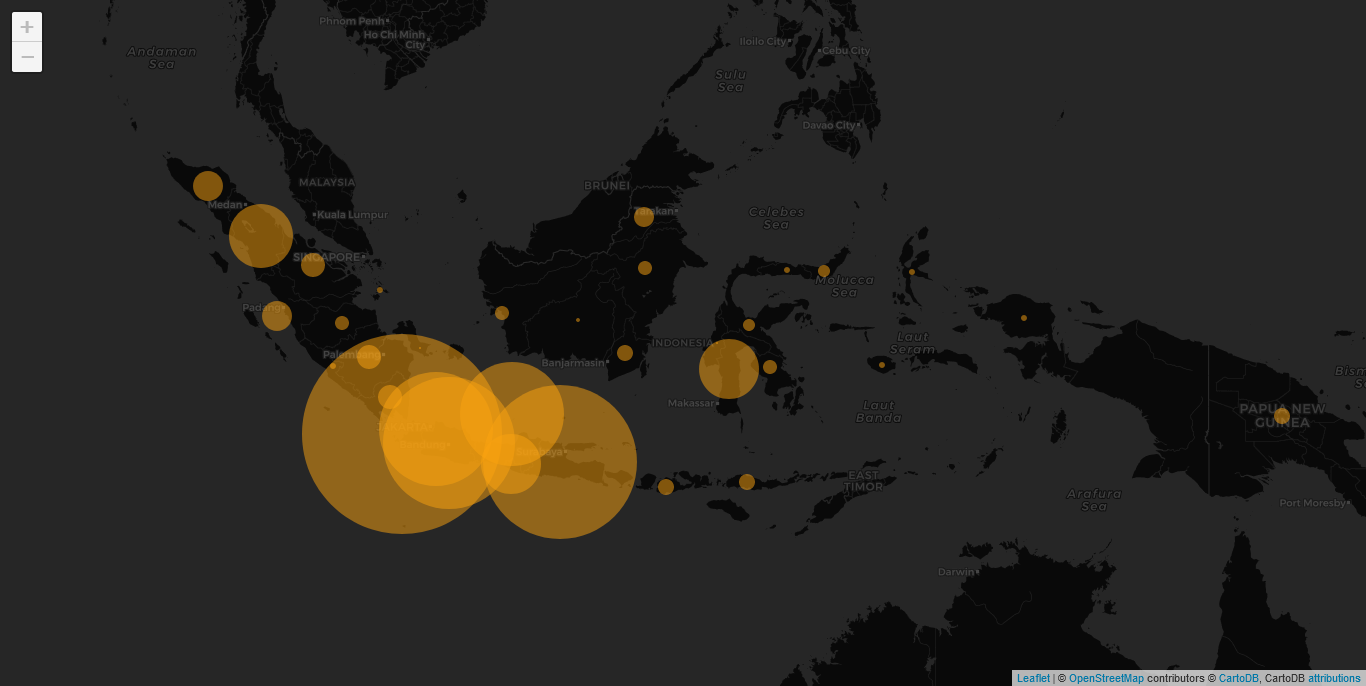 +
−
Phnom Penh
Ho Chi Minh
City
Andaman
Sea
Iloilo City
Cebu City
Sulu
Sea
Davao City
MALAYSIA
BRUNEI
Medan
Kuala Lumpur
Tarakan
Celebes
Sea
SINGAPORE
Molucca
Sea
Padang
INDONESIA
Laut
Seram
Palembang
Banjarmasin
Bism
S
Makassar
Laut
Banda
PAPUA NEW
GUINEA
JAKARTA
Bandung
Surabaya
EAST
TIMOR
Arafura
Sea
Port Moresby
Darwin
Leaflet | © OpenStreetMap contributors © CartoDB, CartoDB attributions